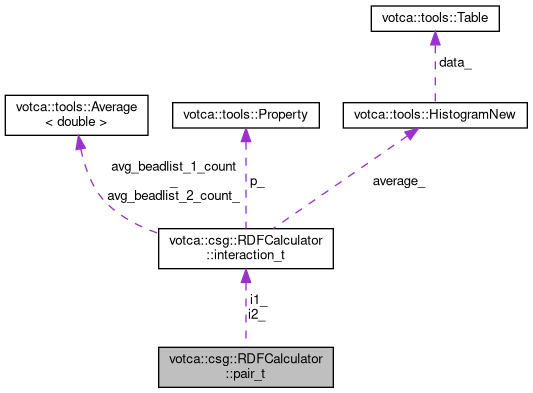 votca::tools::Table
data_
votca::tools::Average
< double >
votca::tools::Property
votca::tools::HistogramNew
avg_beadlist_1_count
_
avg_beadlist_2_count_
p_
average_
votca::csg::RDFCalculator
::interaction_t
i1_
i2_
votca::csg::RDFCalculator
::pair_t